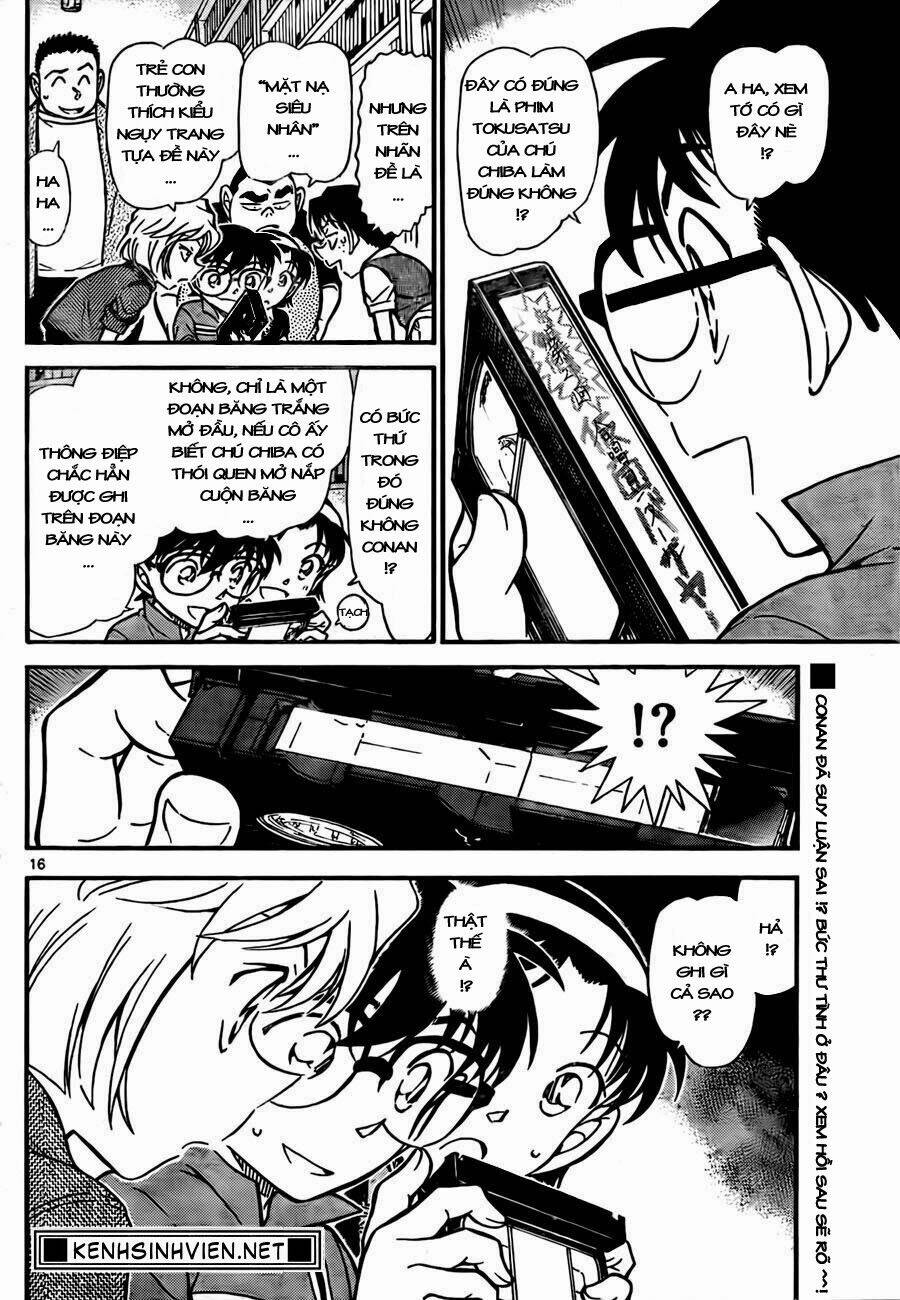 A HA, XEM
TỚ CÓ GÌ
ĐÂY NÈ
!?
ĐÂY CÓ ĐÚNG
LÀ PHIM
TOKUSATSU
CỦA CHÚ
CHIBA LÀM
ĐÚNG KHÔNG
!?
NHƯNG
TRÊN
NHÃN
ĐỀ LÀ
...
“MẶT NẠ
SIÊU
NHÂN”
...
TRẺ CON
THƯỜNG
THÍCH KIỂU
NGỤY TRANG
TỰA ĐỀ NÀY
...
HA
HA
...
CÓ BỨC
THỨ
TRONG
ĐÓ
ĐÚNG
KHÔNG
CONAN
!?
KHÔNG, CHỈ LÀ MỘT
ĐOẠN BĂNG TRẮNG
MỞ ĐẦU, NẾU CÔ ẤY
BIẾT CHÚ CHIBA CÓ
THÓI QUEN MỞ NẮP
CUỘN BĂNG
...
THÔNG ĐIỆP
CHẮC HẲN
ĐƯỢC GHI
TRÊN ĐOẠN
BĂNG NÀY
...
TẠCH
!?
16
HẢ
!?
KHÔNG
GHI GÌ
CẢ SAO
??
THẬT
THẾ
À
!?
CONAN ĐÃ SUY LUẬN SAI !? BỨC THƯ TÌNH Ở ĐÂU ? XEM HỒI SAU SẼ RÕ ^^!
KENHSINHVIEN.NET